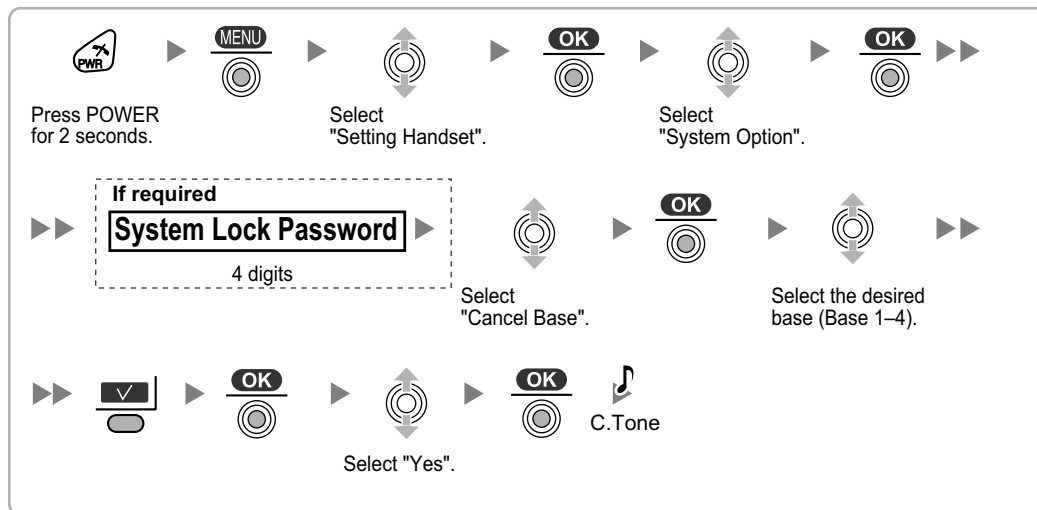 PWR
MENU
OK
OK
Press POWER
for 2 seconds.
Select
"Setting Handset".
Select
"System Option".
If required
System Lock Password
4 digits
OK
Select
"Cancel Base".
Select the desired
base (Base 1–4).
OK
OK
C.Tone
Select "Yes".